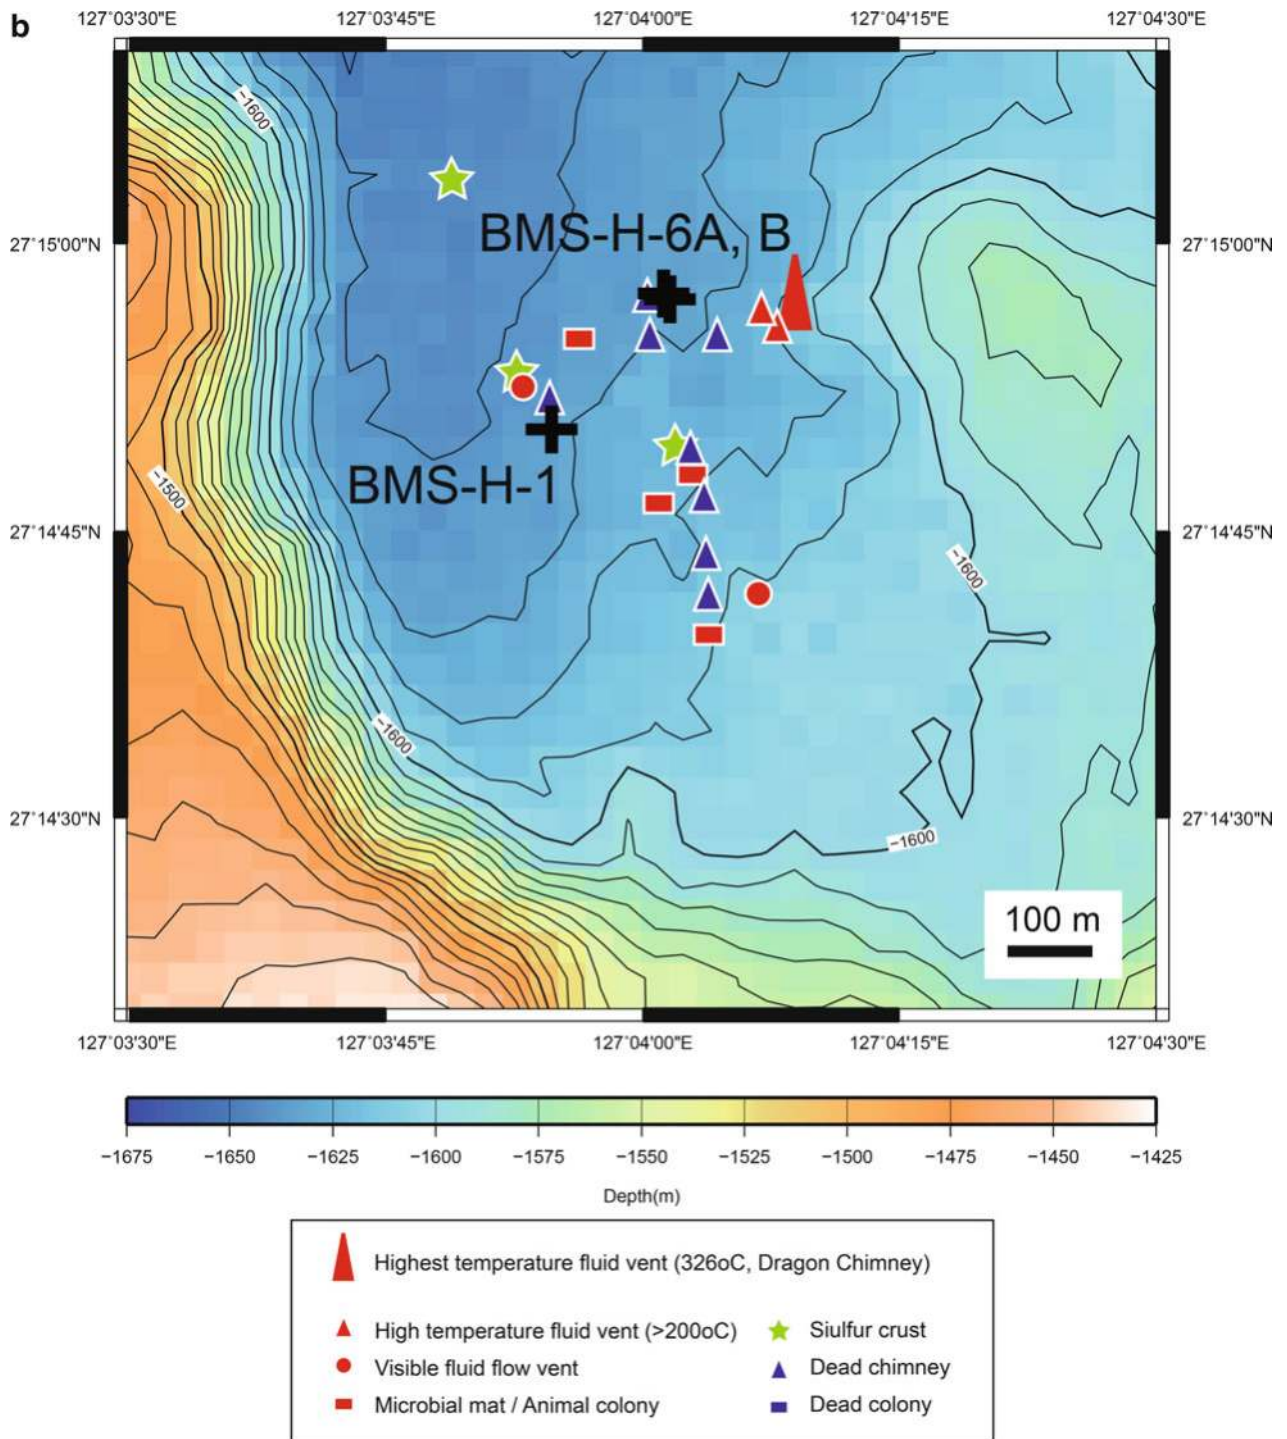 b
127°03'30"E 127°03'45"E 127°04'00"E 127°04'15"E 127°04'30"E
−1600
BMS-H-6A, B
27°15'00"N 27°15'00"N
BMS-H-1
−1500
27°14'45"N 27°14'45"N
−1600
−1600
27°14'30"N 27°14'30"N
−1600
100 m
127°03'30"E 127°03'45"E 127°04'00"E 127°04'15"E 127°04'30"E
−1675 −1650 −1625 −1600 −1575 −1550 −1525 −1500 −1475 −1450 −1425
Depth(m)
Highest temperature fluid vent (326oC, Dragon Chimney)
High temperature fluid vent (>200oC) Siulfur crust
Visible fluid flow vent Dead chimney
Microbial mat / Animal colony Dead colony